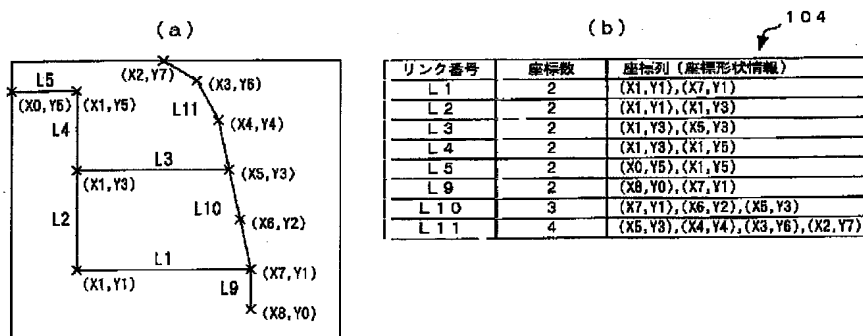 (a)
(X2,Y7)
(X3,Y6)
L5
(X0,Y5)
(X1,Y5)
L11
L4
(X4,Y4)
L3
(X1,Y3)
(X5,Y3)
L2
L10
(X6,Y2)
L1
(X1,Y1)
(X7,Y1)
L9
(X8,Y0)
(b)
104
リンク番号 座標数 座標列(座標形状情報)
L1 2 (X1,Y1),(X7,Y1)
L2 2 (X1,Y1),(X1,Y3)
L3 2 (X1,Y3),(X5,Y3)
L4 2 (X1,Y3),(X1,Y5)
L5 2 (X0,Y5),(X1,Y5)
L9 2 (X8,Y0),(X7,Y1)
L10 3 (X7,Y1),(X6,Y2),(X5,Y3)
L11 4 (X5,Y3),(X4,Y4),(X3,Y6),(X2,Y7)